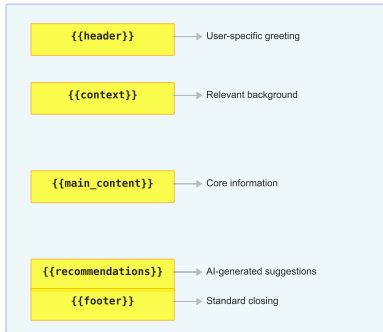 {{header}} User-specific greeting
{{context}} Relevant background
{{main_content}} Core information
{{recommendations}} AI-generated suggestions
{{footer}} Standard closing